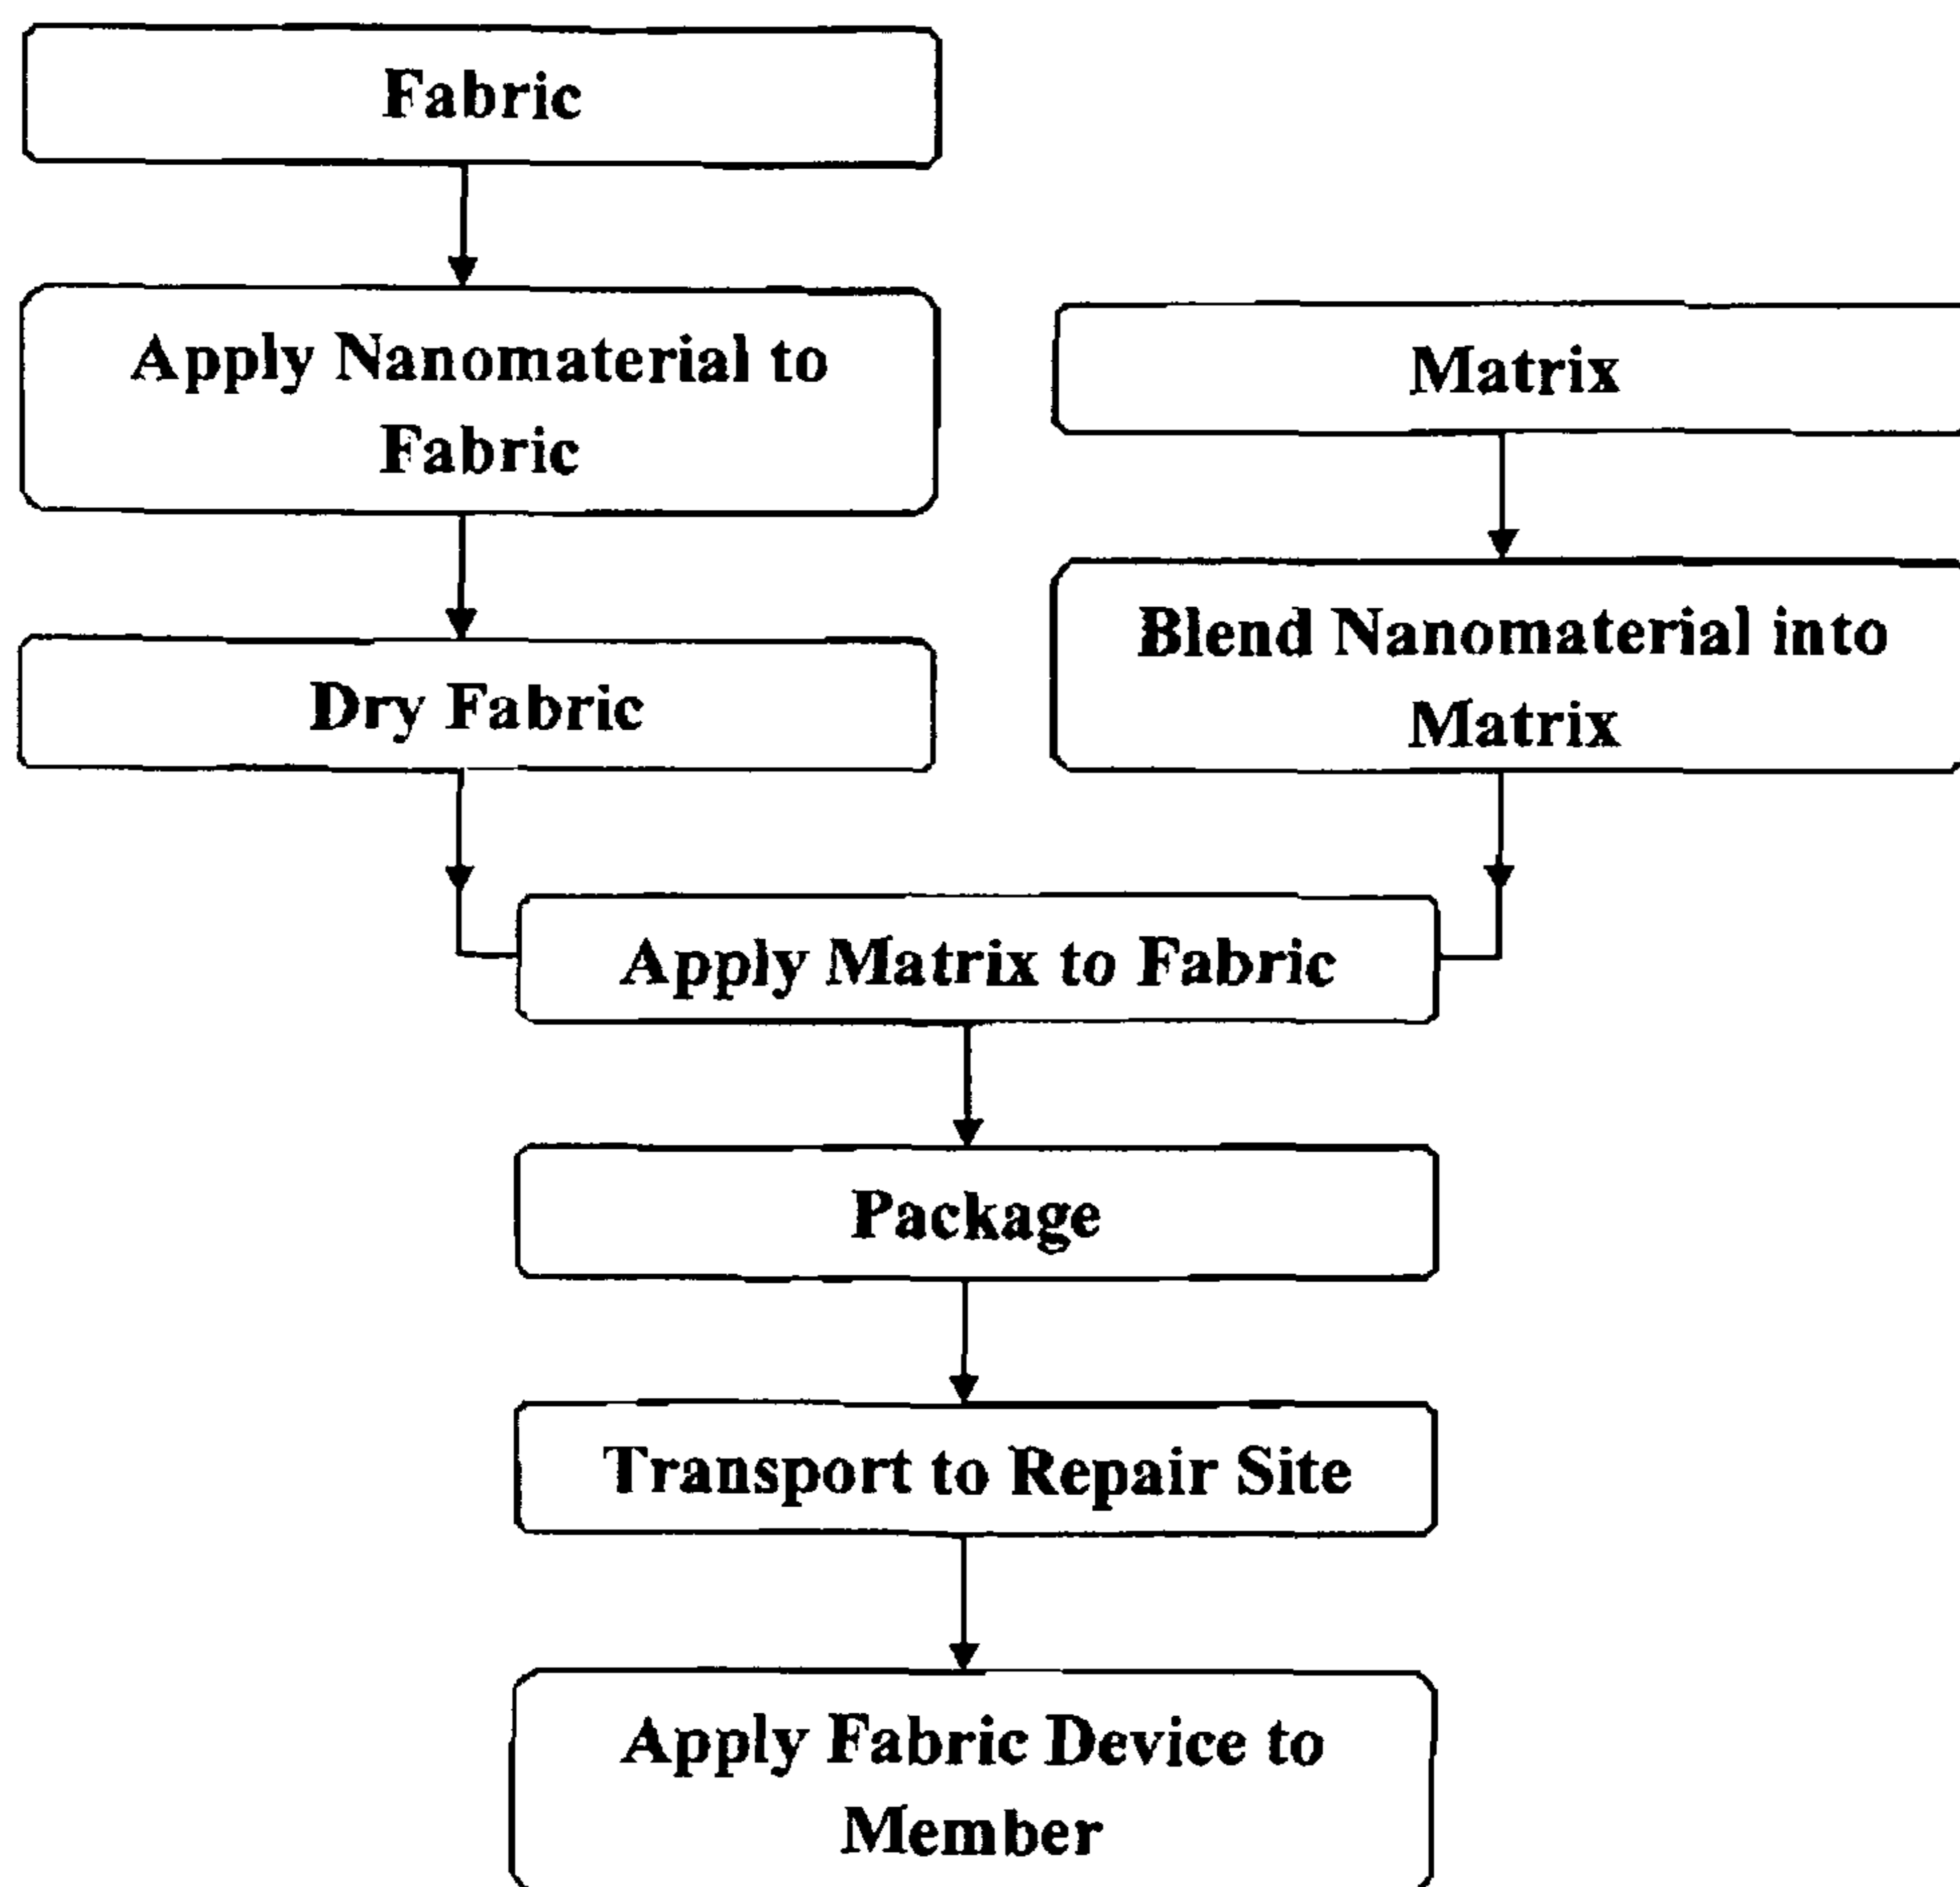 Fabric
Apply Nanomaterial to
Fabric
Matrix
Dry Fabric
Blend Nanomaterial into
Matrix
Apply Matrix to Fabric
Package
Transport to Repair Site
Apply Fabric Device to
Member